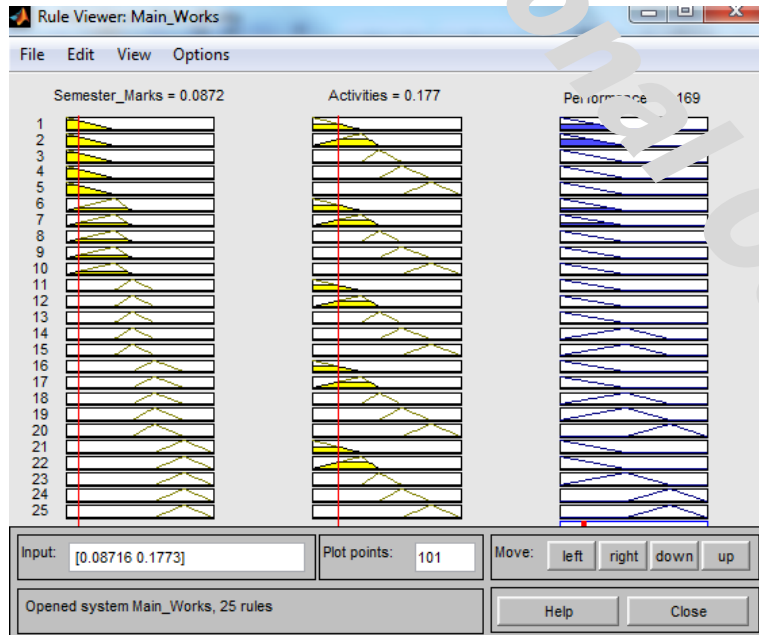 Rule Viewer: Main_Works
File Edit View Options
Semester_Marks = 0.0872
Activities = 0.177
Performance 169
1
2
3
4
5
6
7
8
9
10
11
12
13
14
15
16
17
18
19
20
21
22
23
24
25
Input: [0.08716 0.1773]
Plot points: 101
Move: left right down up
Opened system Main_Works, 25 rules
Help Close